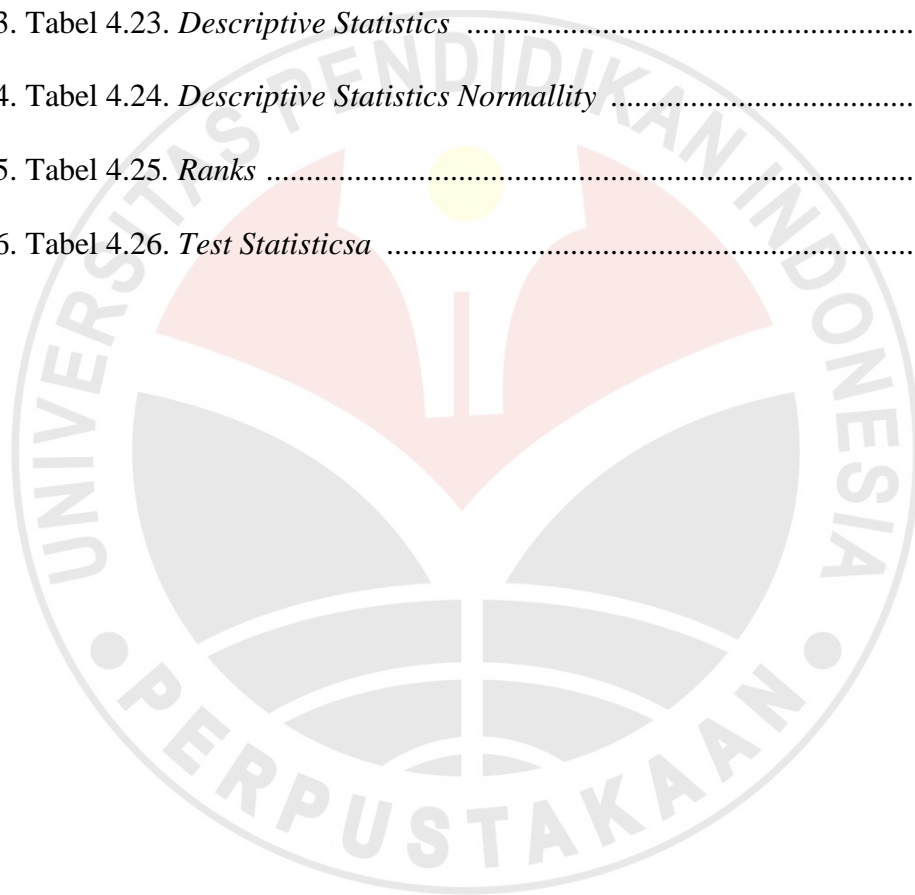 3. Tabel 4.23. Descriptive Statistics ........................................................
4. Tabel 4.24. Descriptive Statistics Normallity ......................................
5. Tabel 4.25. Ranks ..................................................................................
6. Tabel 4.26. Test Statisticsa ...................................................................
UNIVERSITAS PENDIDIKAN INDONESIA
PERPUSTAKAAN